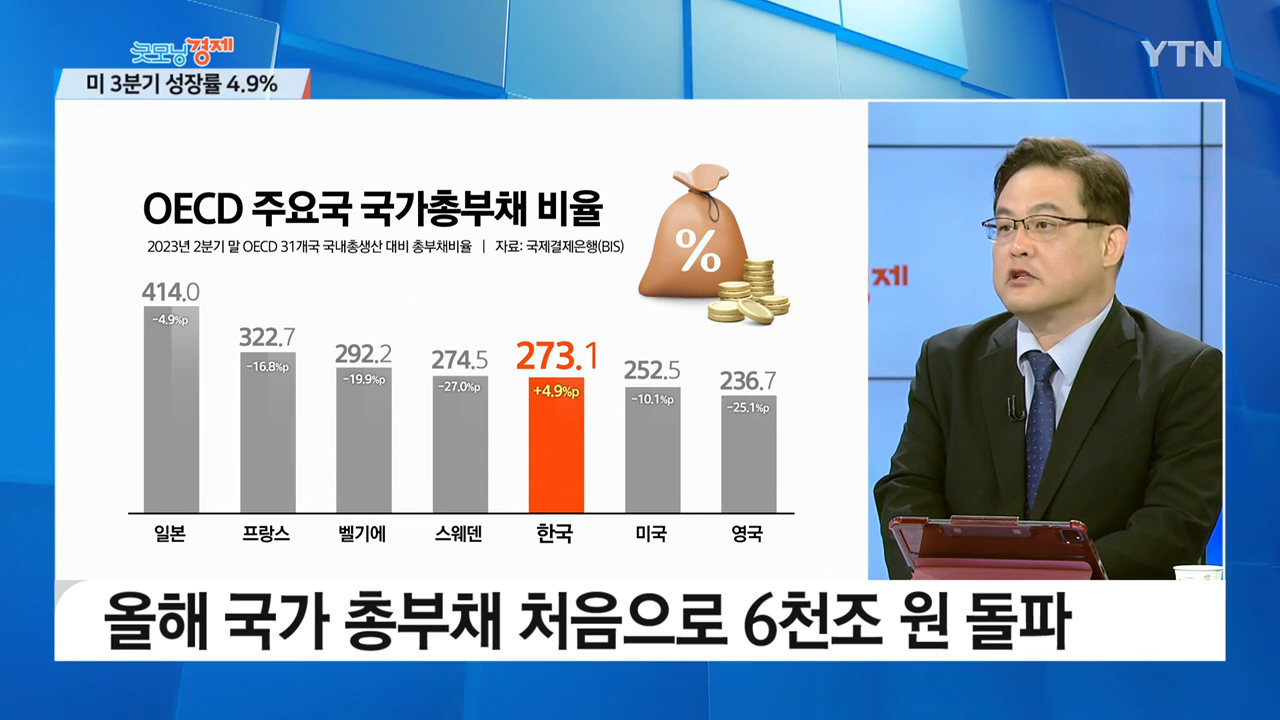 굿모닝경제
YTN
미 3분기 성장률 4.9%
OECD 주요국 국가총부채 비율
2023년 2분기 말 OECD 31개국 국내총생산 대비 총부채비율 | 자료: 국제결제은행(BIS)
%
414.0
-4.9%p
322.7
-16.8%p
292.2
-19.9%p
274.5
-27.0%p
273.1
+4.9%p
252.5
-10.1%p
236.7
-25.1%p
일본 프랑스 벨기에 스웨덴 한국 미국 영국
제
올해 국가 총부채 처음으로 6천조 원 돌파